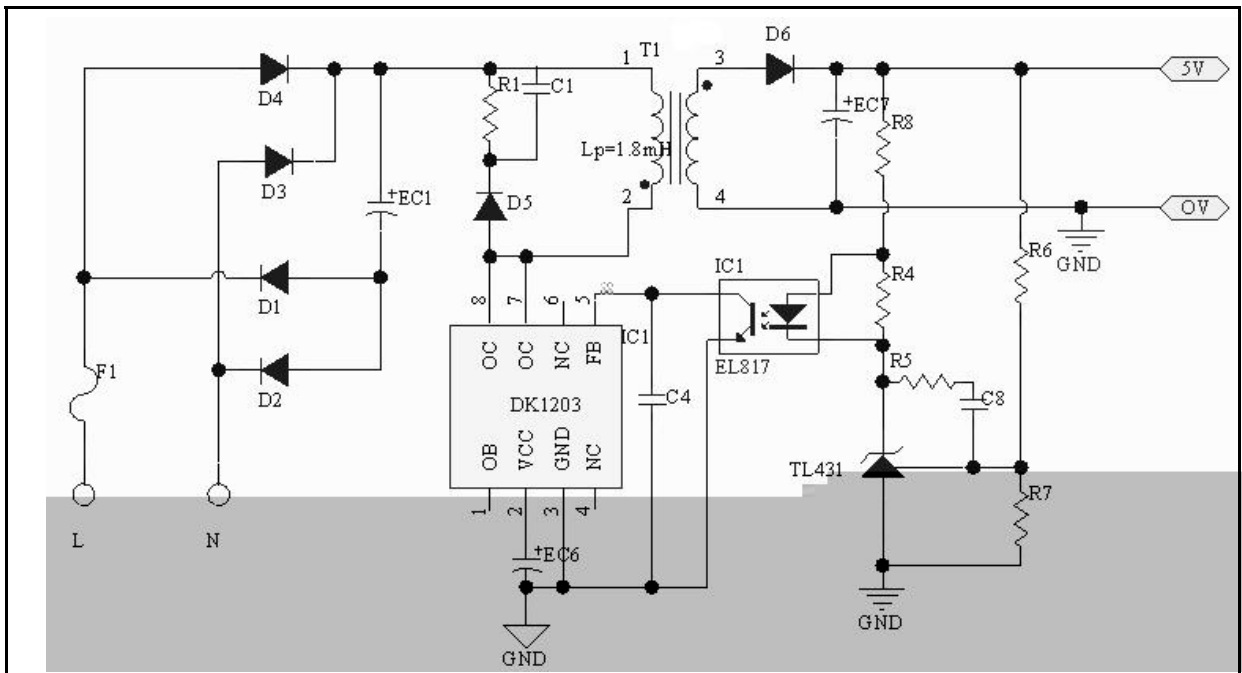 D6
1 T1 3
5V
D4
R1
C1
+EC7
R8
Lp=1.8mH
D3
+EC1
2 4
D5
OV
GND
R6
IC1
R4
D1
8 7 6 5
IC1
OC OC NC FB
EL817
F1
R5
D2
C4
C8
DK1203
OB VCC GND NC
TL431
R7
1 2 3 4
L N
+EC6
GND
GND